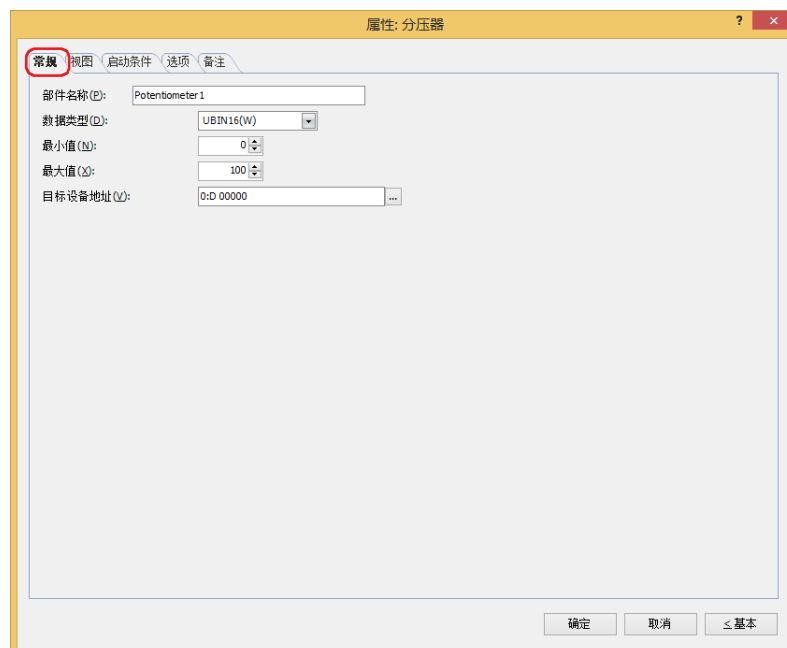 属性: 分压器
?
×
常规 视图 启动条件 选项 备注
部件名称(P): Potentiometer1
数据类型(D): UBIN16(W)
最小值(N): 0
最大值(X): 100
目标设备地址(V): 0:D 00000 ...
确定 取消 ≤基本